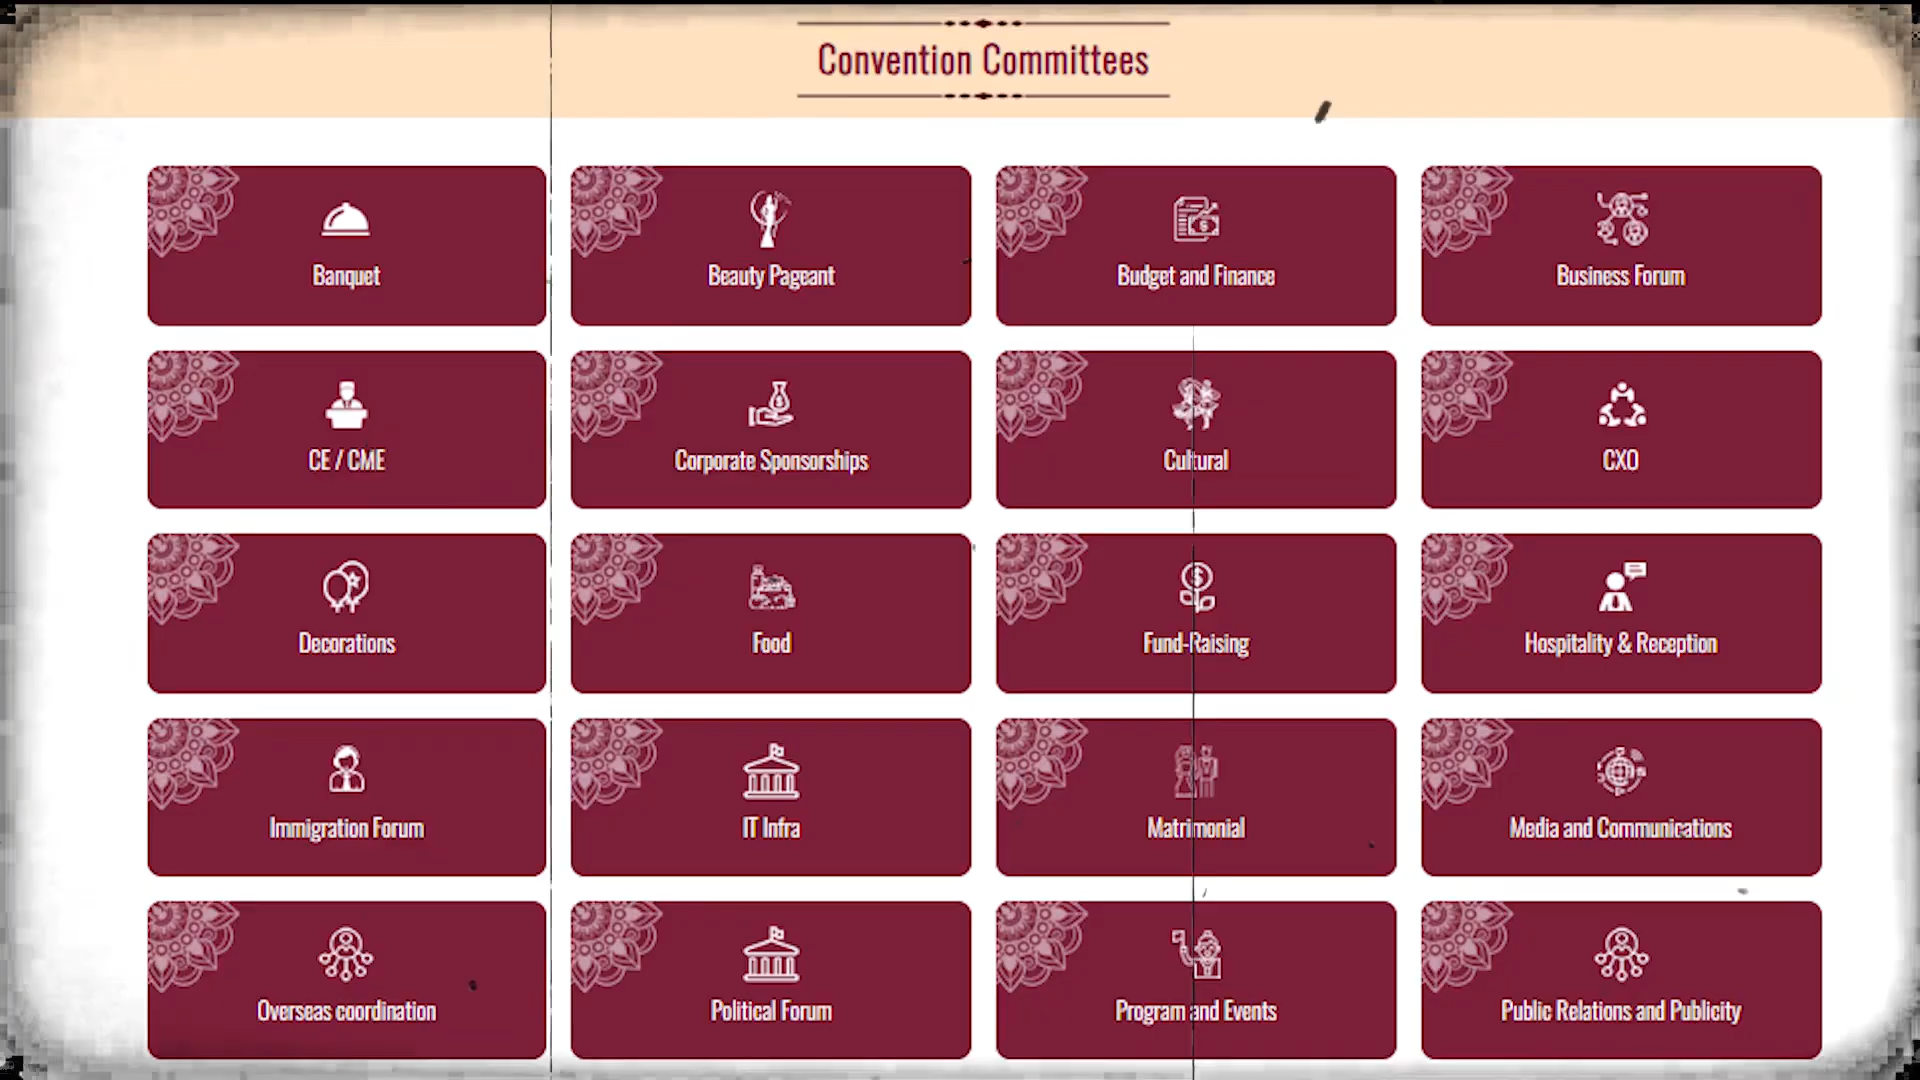 Convention Committees
Banquet
Beauty Pageant
Budget and Finance
Business Forum
CE / CME
Corporate Sponsorships
Cultural
CXO
Decorations
Food
Fund-Raising
Hospitality & Reception
Immigration Forum
IT Infra
Matrimonial
Media and Communications
Overseas coordination
Political Forum
Program and Events
Public Relations and Publicity